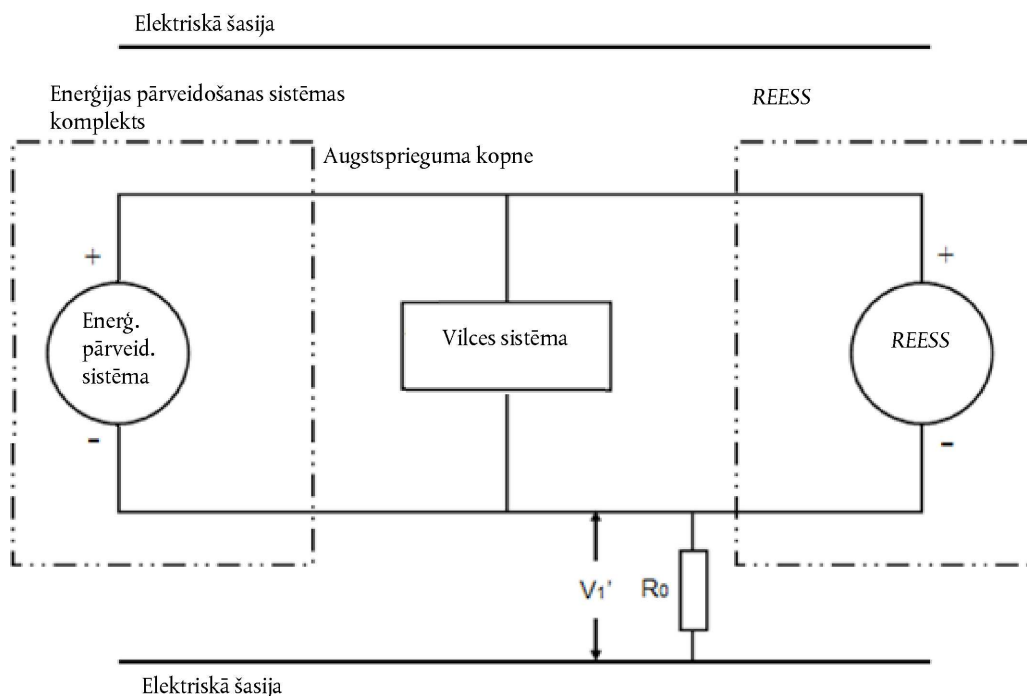 Elektriskā šasija
Enerģijas pārveidošanas sistēmas
komplekts
REESS
Augstsprieguma kopne
+
+
Enerģ.
pārveid.
sistēma
Vilces sistēma
REESS
-
-
V1'
R0
Elektriskā šasija